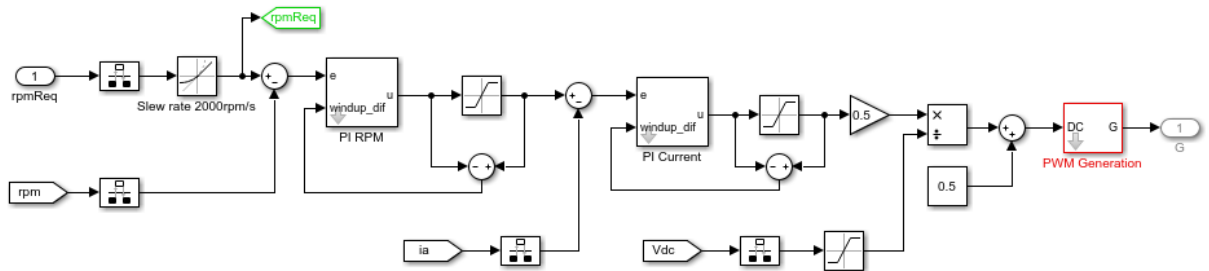 rpmReq
1
rpmReq
Slew rate 2000rpm/s
+
−
e
windup_dif
u
PI RPM
− +
+
−
e
windup_dif
u
PI Current
− +
0.5
×
÷
+
+
0.5
DC
G
PWM Generation
1
G
rpm
ia
Vdc